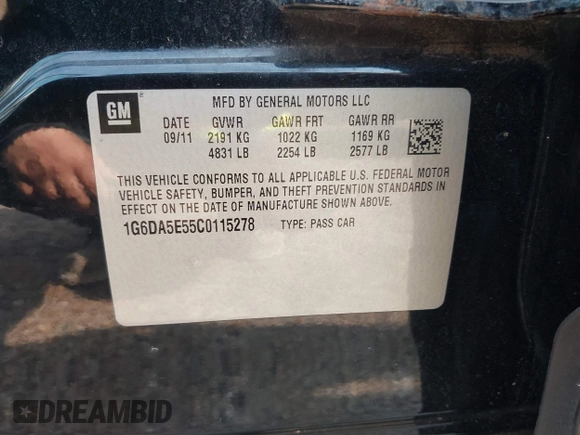 GM
MFD BY GENERAL MOTORS LLC
DATE GVWR GAWR FRT GAWR RR
09/11 2191 KG 1022 KG 1169 KG
4831 LB 2254 LB 2577 LB
THIS VEHICLE CONFORMS TO ALL APPLICABLE U.S. FEDERAL MOTOR
VEHICLE SAFETY, BUMPER, AND THEFT PREVENTION STANDARDS IN
EFFECT ON THE DATE OF MANUFACTURE SHOWN ABOVE.
1G6DA5E55C0115278 TYPE: PASS CAR
DREAMBID